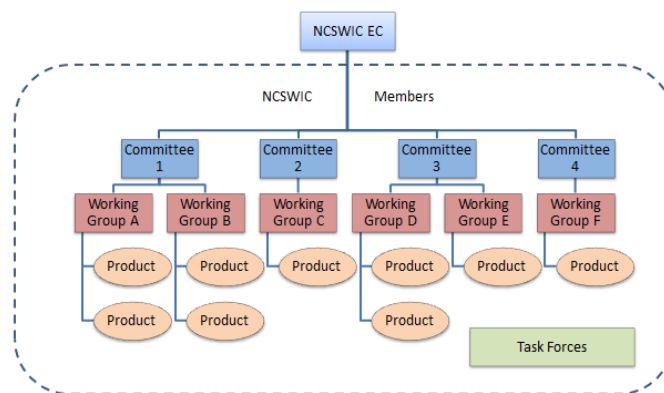 NCSWIC EC
NCSWIC Members
Committee
1
Committee
2
Committee
3
Committee
4
Working
Group A
Working
Group B
Working
Group C
Working
Group D
Working
Group E
Working
Group F
Product
Product
Product
Product
Product
Product
Product
Product
Product
Task Forces